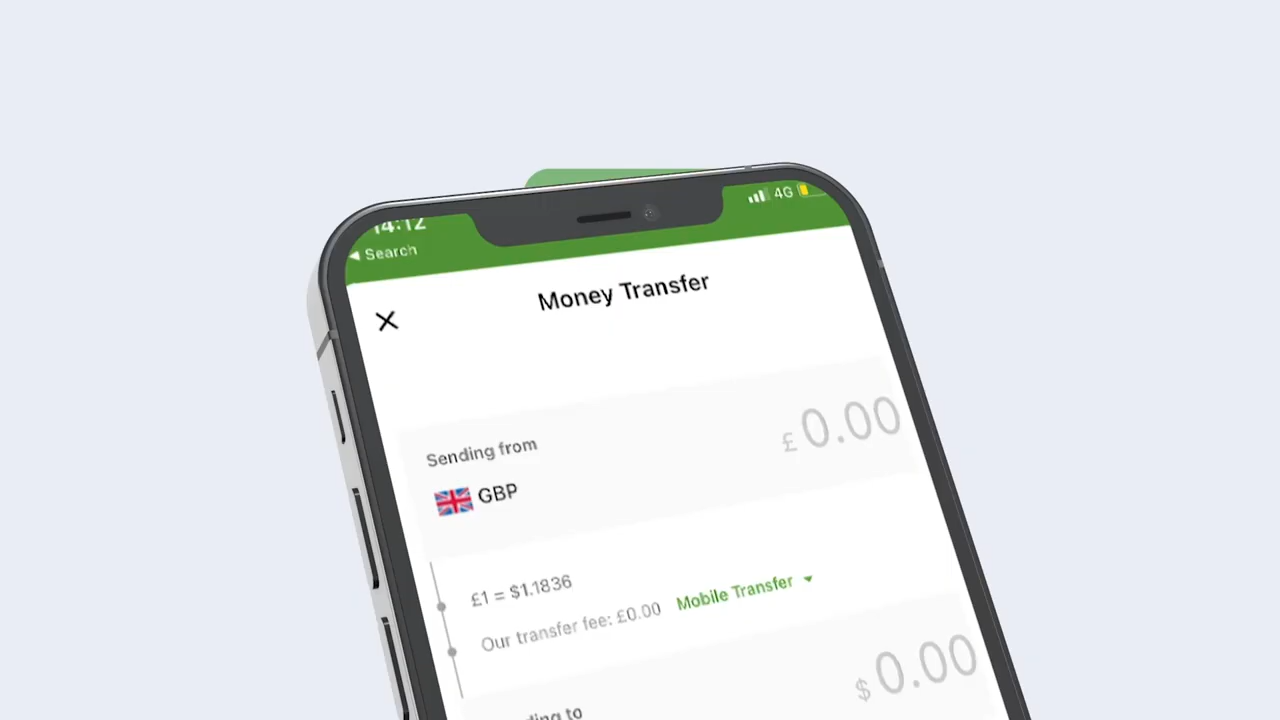 14:12
4G
◀ Search
Money Transfer
Sending from
£ 0.00
GBP
£1 = $1.1836
Our transfer fee: £0.00 Mobile Transfer
$ 0.00
to